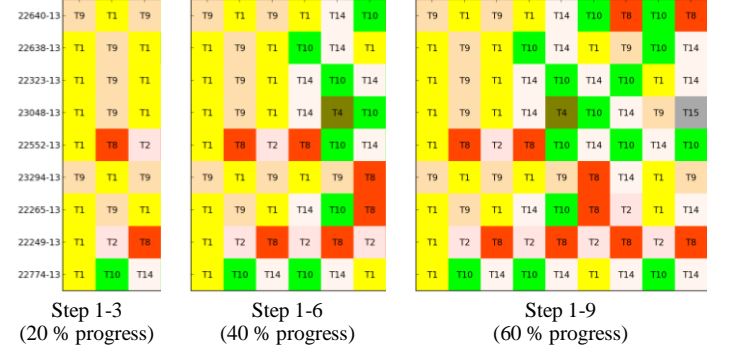 22640-13 T9 T1 T9 T9 T1 T9 T1 T14 T10 T9 T1 T9 T1 T14 T10 T8 T10 T8
22638-13 T1 T9 T1 T1 T9 T1 T10 T14 T1 T1 T9 T10 T1 T14 T1 T9 T10 T14
22323-13 T1 T9 T1 T1 T9 T1 T14 T10 T14 T1 T9 T1 T14 T10 T14 T10 T1 T14
23048-13 T1 T9 T1 T1 T9 T1 T14 T4 T10 T1 T9 T9 T1 T4 T10 T14 T9 T15
22552-13 T1 T8 T2 T1 T8 T2 T8 T10 T14 T1 T8 T2 T8 T10 T14 T10 T14 T10
23294-13 T9 T1 T9 T9 T1 T9 T1 T9 T8 T9 T1 T9 T1 T9 T8 T14 T1 T9
22265-13 T1 T9 T1 T1 T9 T1 T14 T10 T8 T1 T9 T1 T14 T10 T8 T2 T1 T14
22249-13 T1 T2 T8 T1 T2 T8 T2 T8 T2 T1 T2 T8 T2 T8 T2 T8 T2 T8
22774-13 T1 T10 T14 T1 T10 T14 T10 T14 T1 T1 T10 T14 T10 T14 T1 T14 T10 T14
Step 1-3 Step 1-6 Step 1-9
(20 % progress) (40 % progress) (60 % progress)